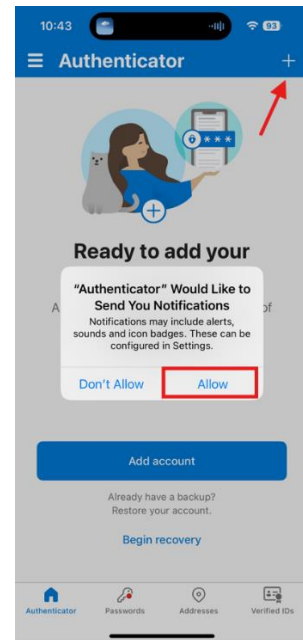 10:43
93
Authenticator
Ready to add your
"Authenticator" Would Like to
Send You Notifications
Notifications may include alerts,
sounds and icon badges. These can be
configured in Settings.
Don't Allow
Allow
Add account
Already have a backup?
Restore your account.
Begin recovery
Authenticator
Passwords
Addresses
Verified IDs